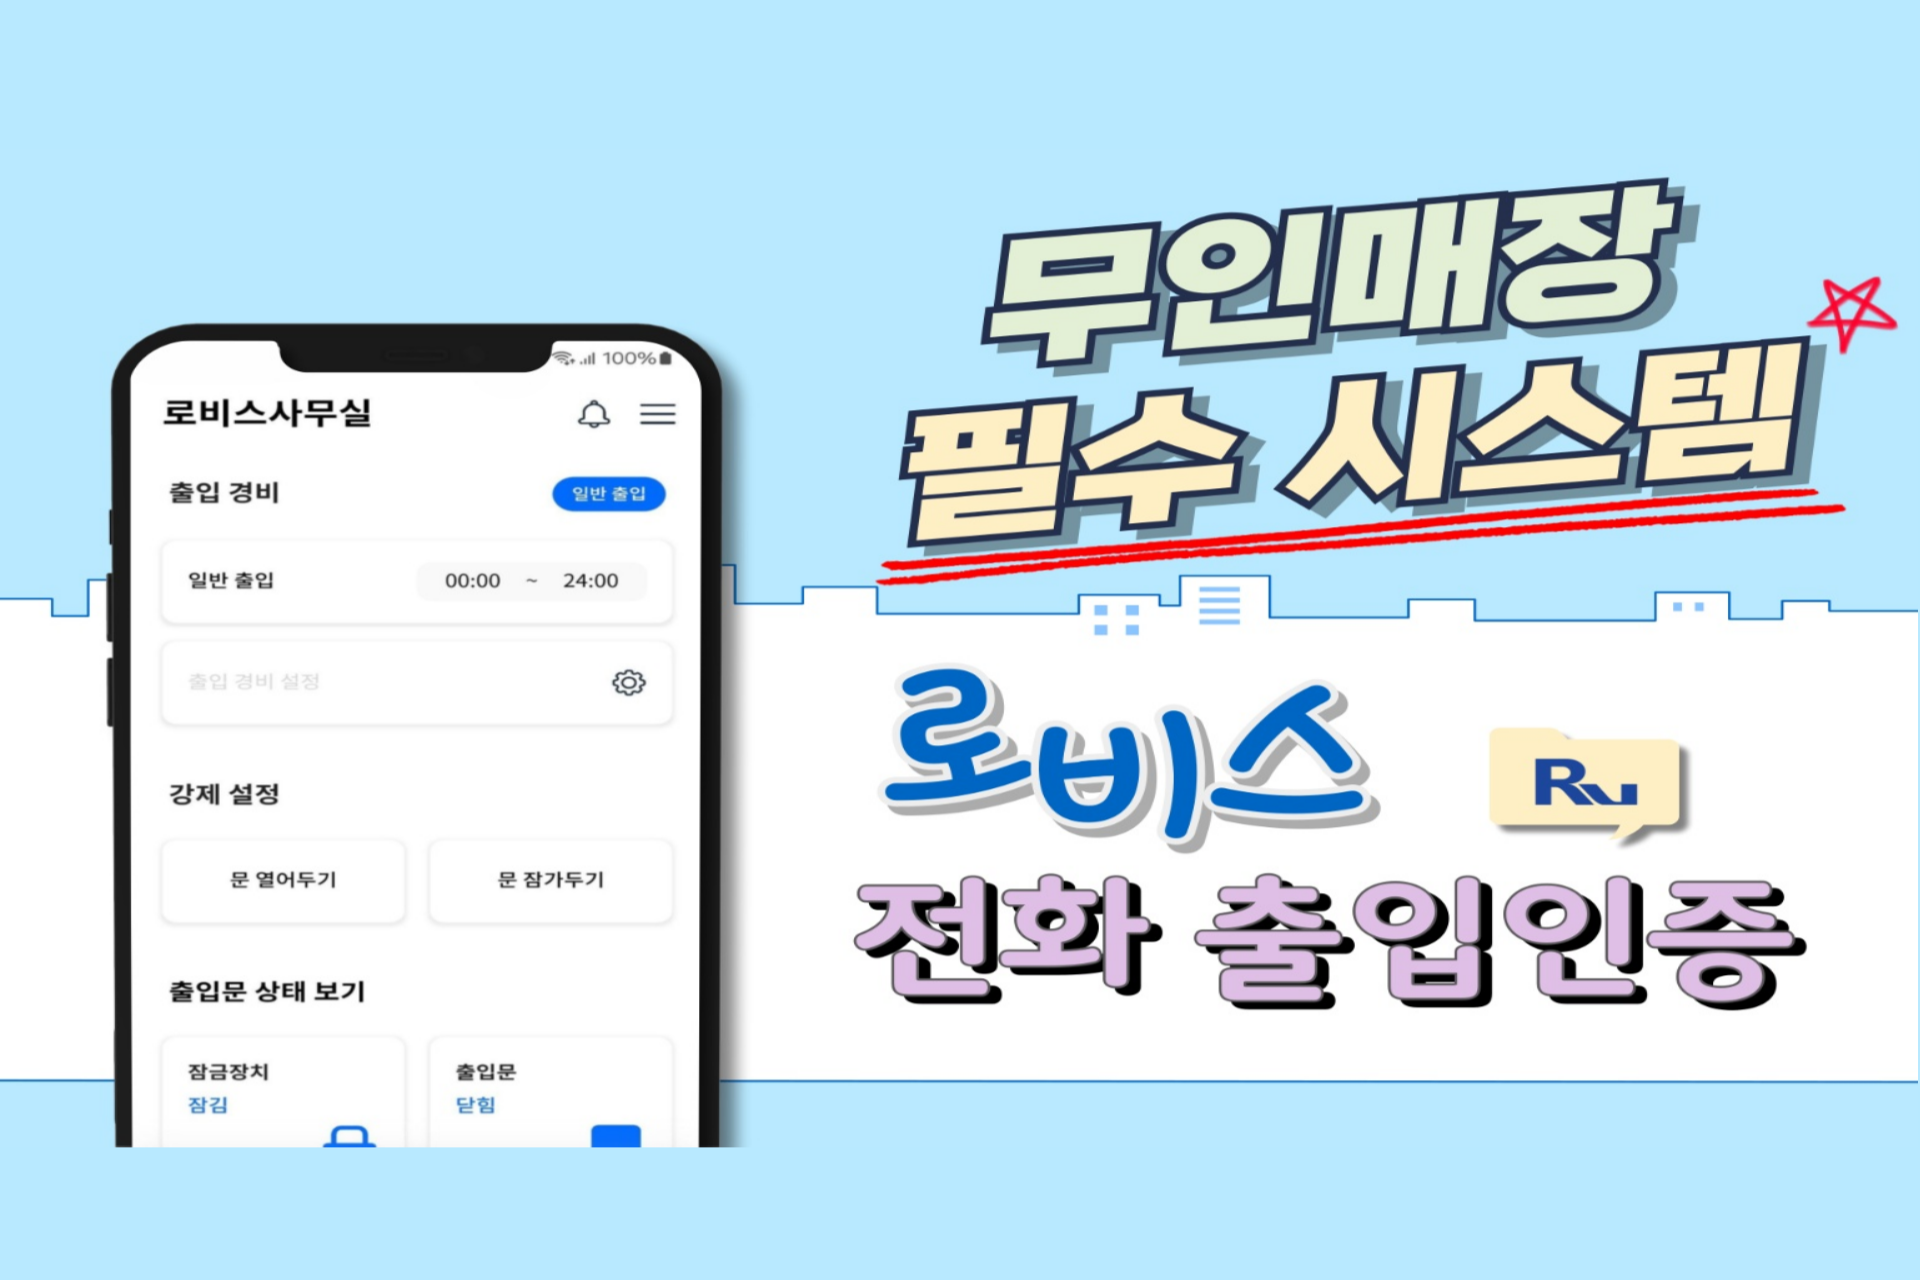 무인매장
필수 시스템
로비스
Ru
전화 출입인증
100%
로비스사무실
출입 경비
일반 출입
일반 출입
00:00 ~ 24:00
출입 경비 설정
강제 설정
문 열어두기
문 잠가두기
출입문 상태 보기
잠금장치
잠김
출입문
닫힘